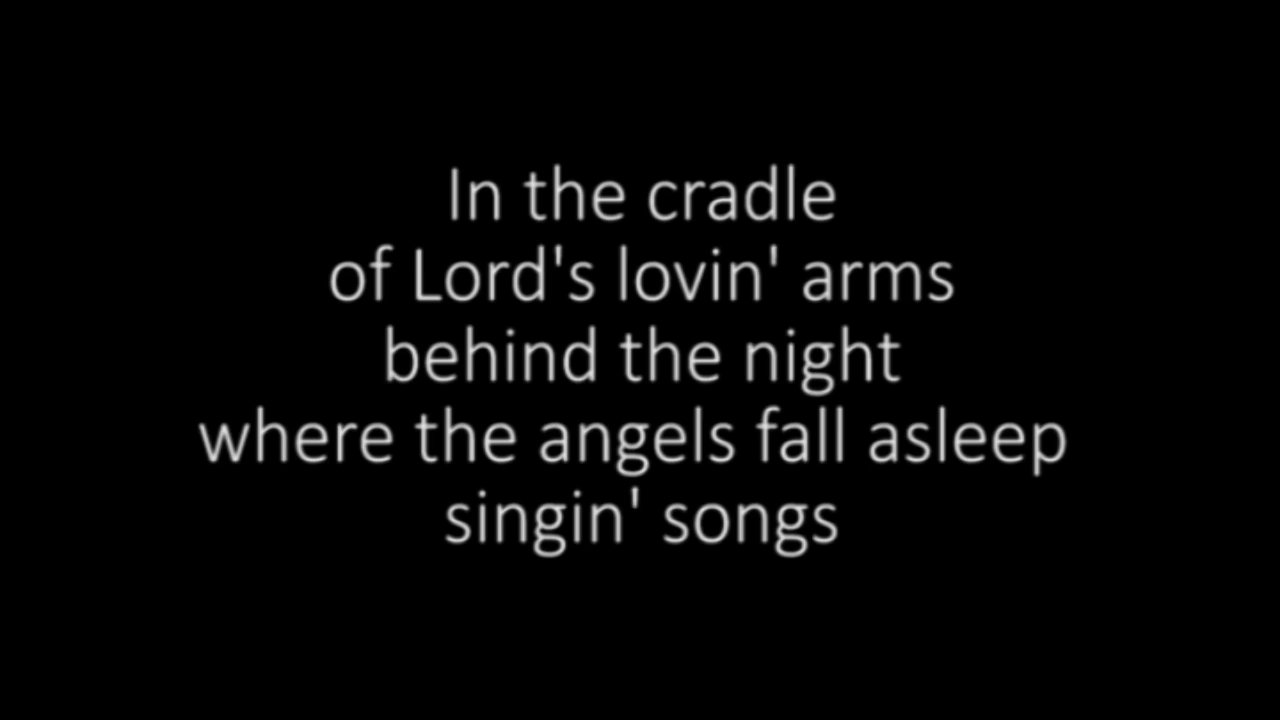 In the cradle
of Lord's lovin' arms
behind the night
where the angels fall asleep
singin' songs